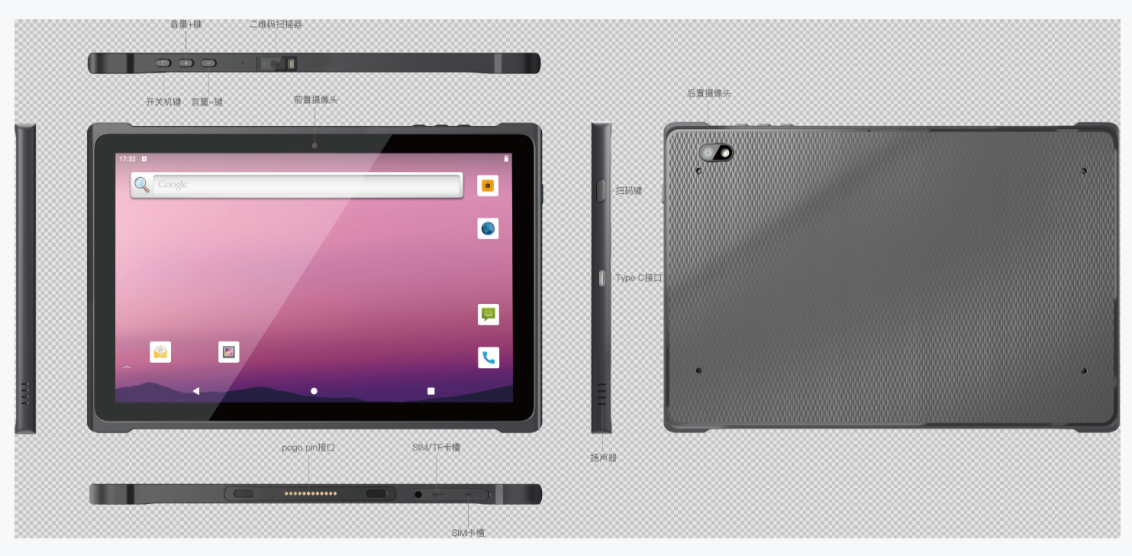 音量+键
二维码扫描器
开关机键
音量-键
前置摄像头
后置摄像头
17:33
Google
扫码键
Type C接口
扬声器
pogo pin接口
SIM/TF卡槽
SIM卡槽